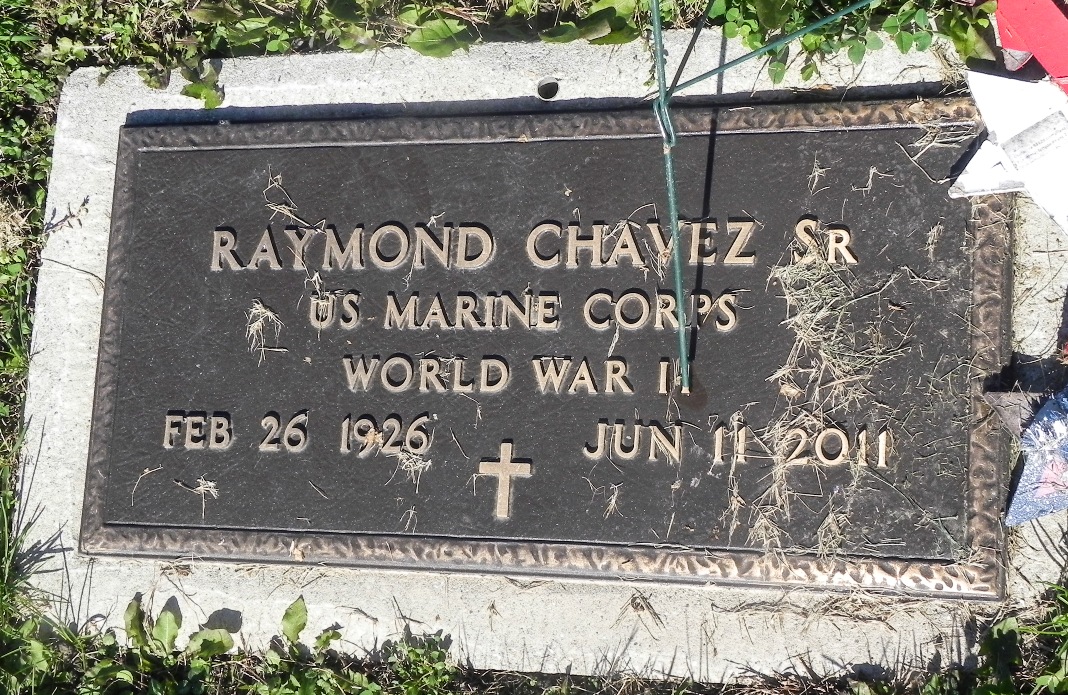 RAYMOND CHAVEZ SR
US MARINE CORPS
WORLD WAR II
FEB 26 1926 JUN 11 2011